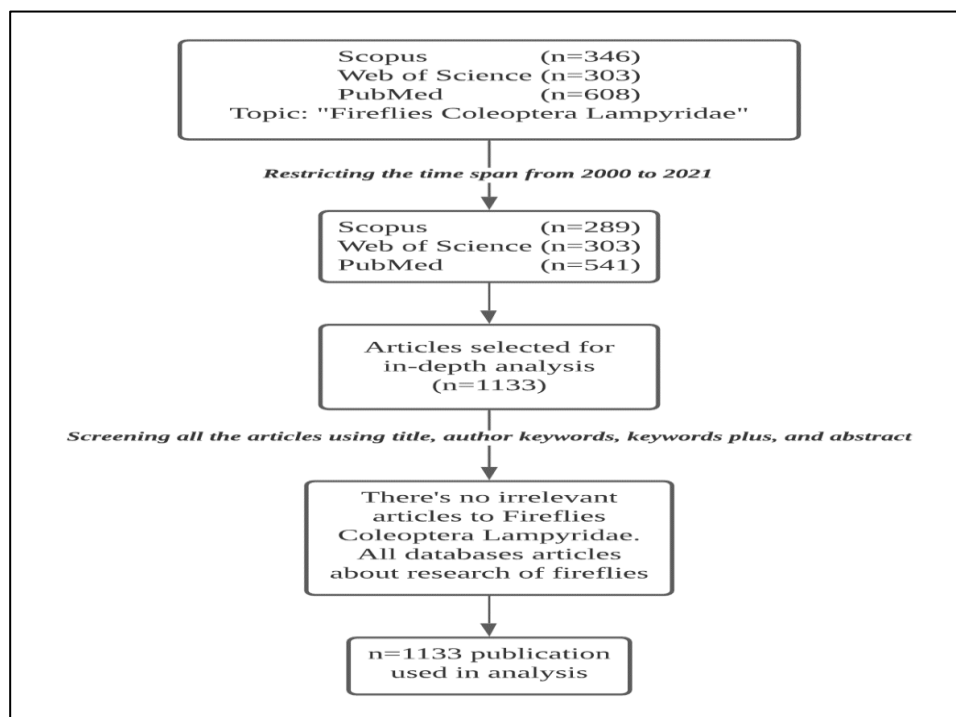 Scopus (n=346)
Web of Science (n=303)
PubMed (n=608)
Topic: "Fireflies Coleoptera Lampyridae"
Restricting the time span from 2000 to 2021
Scopus (n=289)
Web of Science (n=303)
PubMed (n=541)
Articles selected for
in-depth analysis
(n=1133)
Screening all the articles using title, author keywords, keywords plus, and abstract
There's no irrelevant
articles to Fireflies
Coleoptera Lampyridae.
All databases articles
about research of fireflies
n=1133 publication
used in analysis